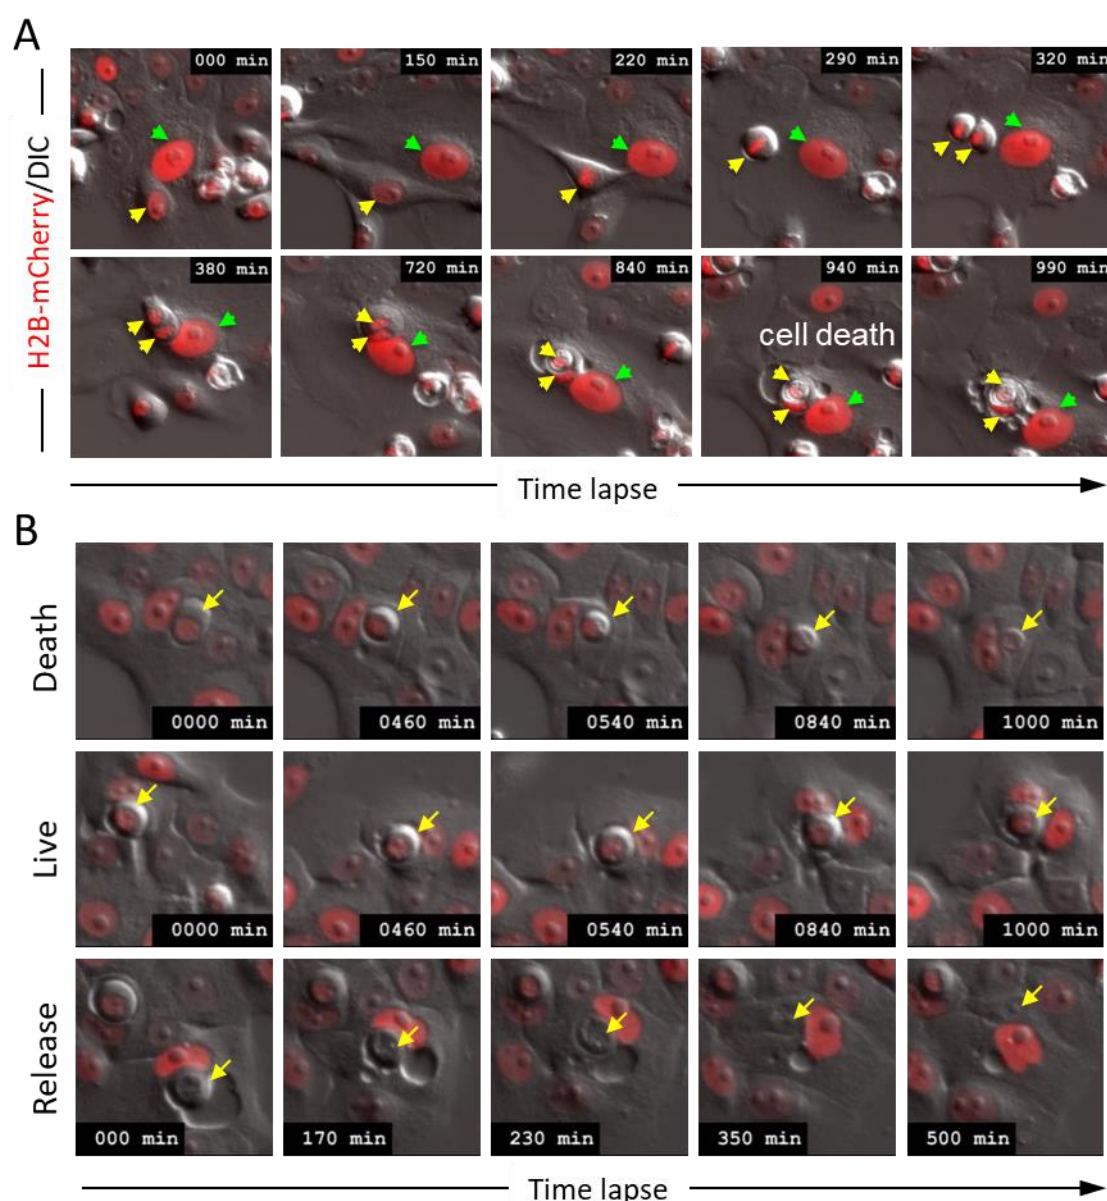 A
H2B-mCherry/DIC
000 min
150 min
220 min
290 min
320 min
380 min
720 min
840 min
940 min
990 min
cell death
Time lapse
B
Death
0000 min
0460 min
0540 min
0840 min
1000 min
Live
0000 min
0460 min
0540 min
0840 min
1000 min
Release
000 min
170 min
230 min
350 min
500 min
Time lapse